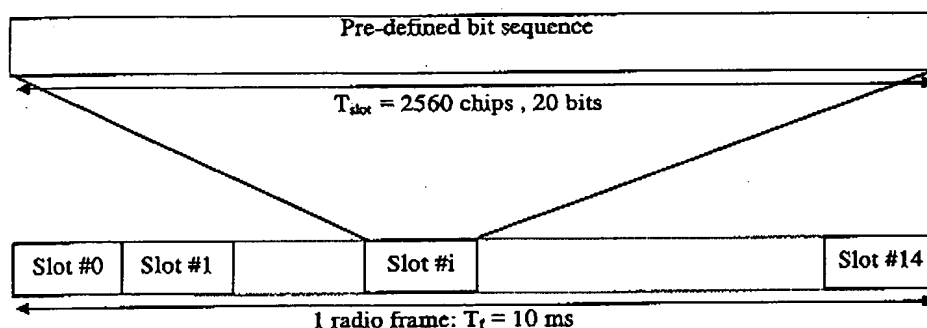 Pre-defined bit sequence
T_slot = 2560 chips , 20 bits
Slot #0 Slot #1 Slot #i Slot #14
1 radio frame: T_f = 10 ms